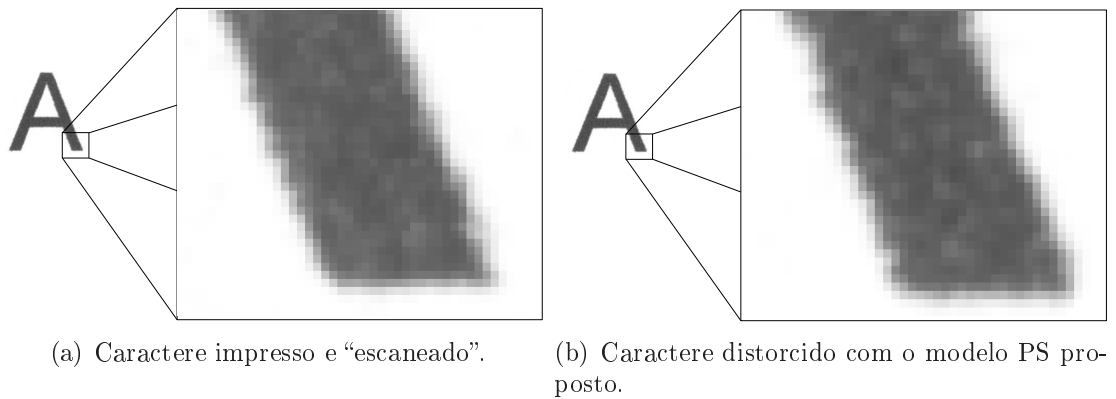 A
A
(a) Caractere impresso e “escaneado”.
(b) Caractere distorcido com o modelo PS pro-
posto.